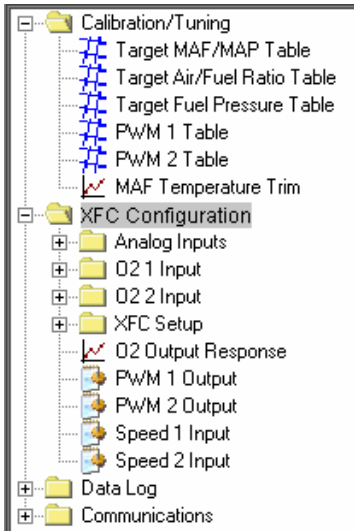 Calibration/Tuning
Target MAF/MAP Table
Target Air/Fuel Ratio Table
Target Fuel Pressure Table
PWM 1 Table
PWM 2 Table
MAF Temperature Trim
XFC Configuration
Analog Inputs
O2 1 Input
O2 2 Input
XFC Setup
O2 Output Response
PWM 1 Output
PWM 2 Output
Speed 1 Input
Speed 2 Input
Data Log
Communications